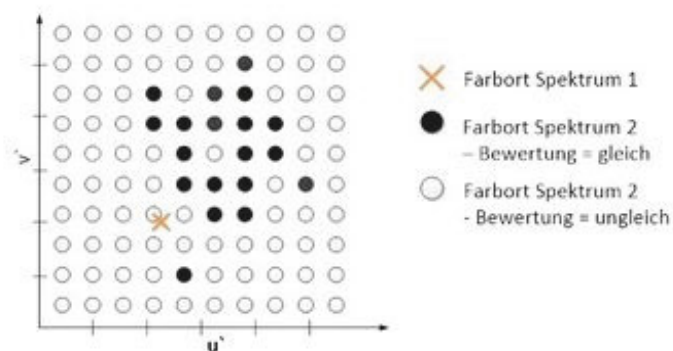 Farbort Spektrum 1
Farbort Spektrum 2
– Bewertung = gleich
Farbort Spektrum 2
- Bewertung = ungleich
v`
u`